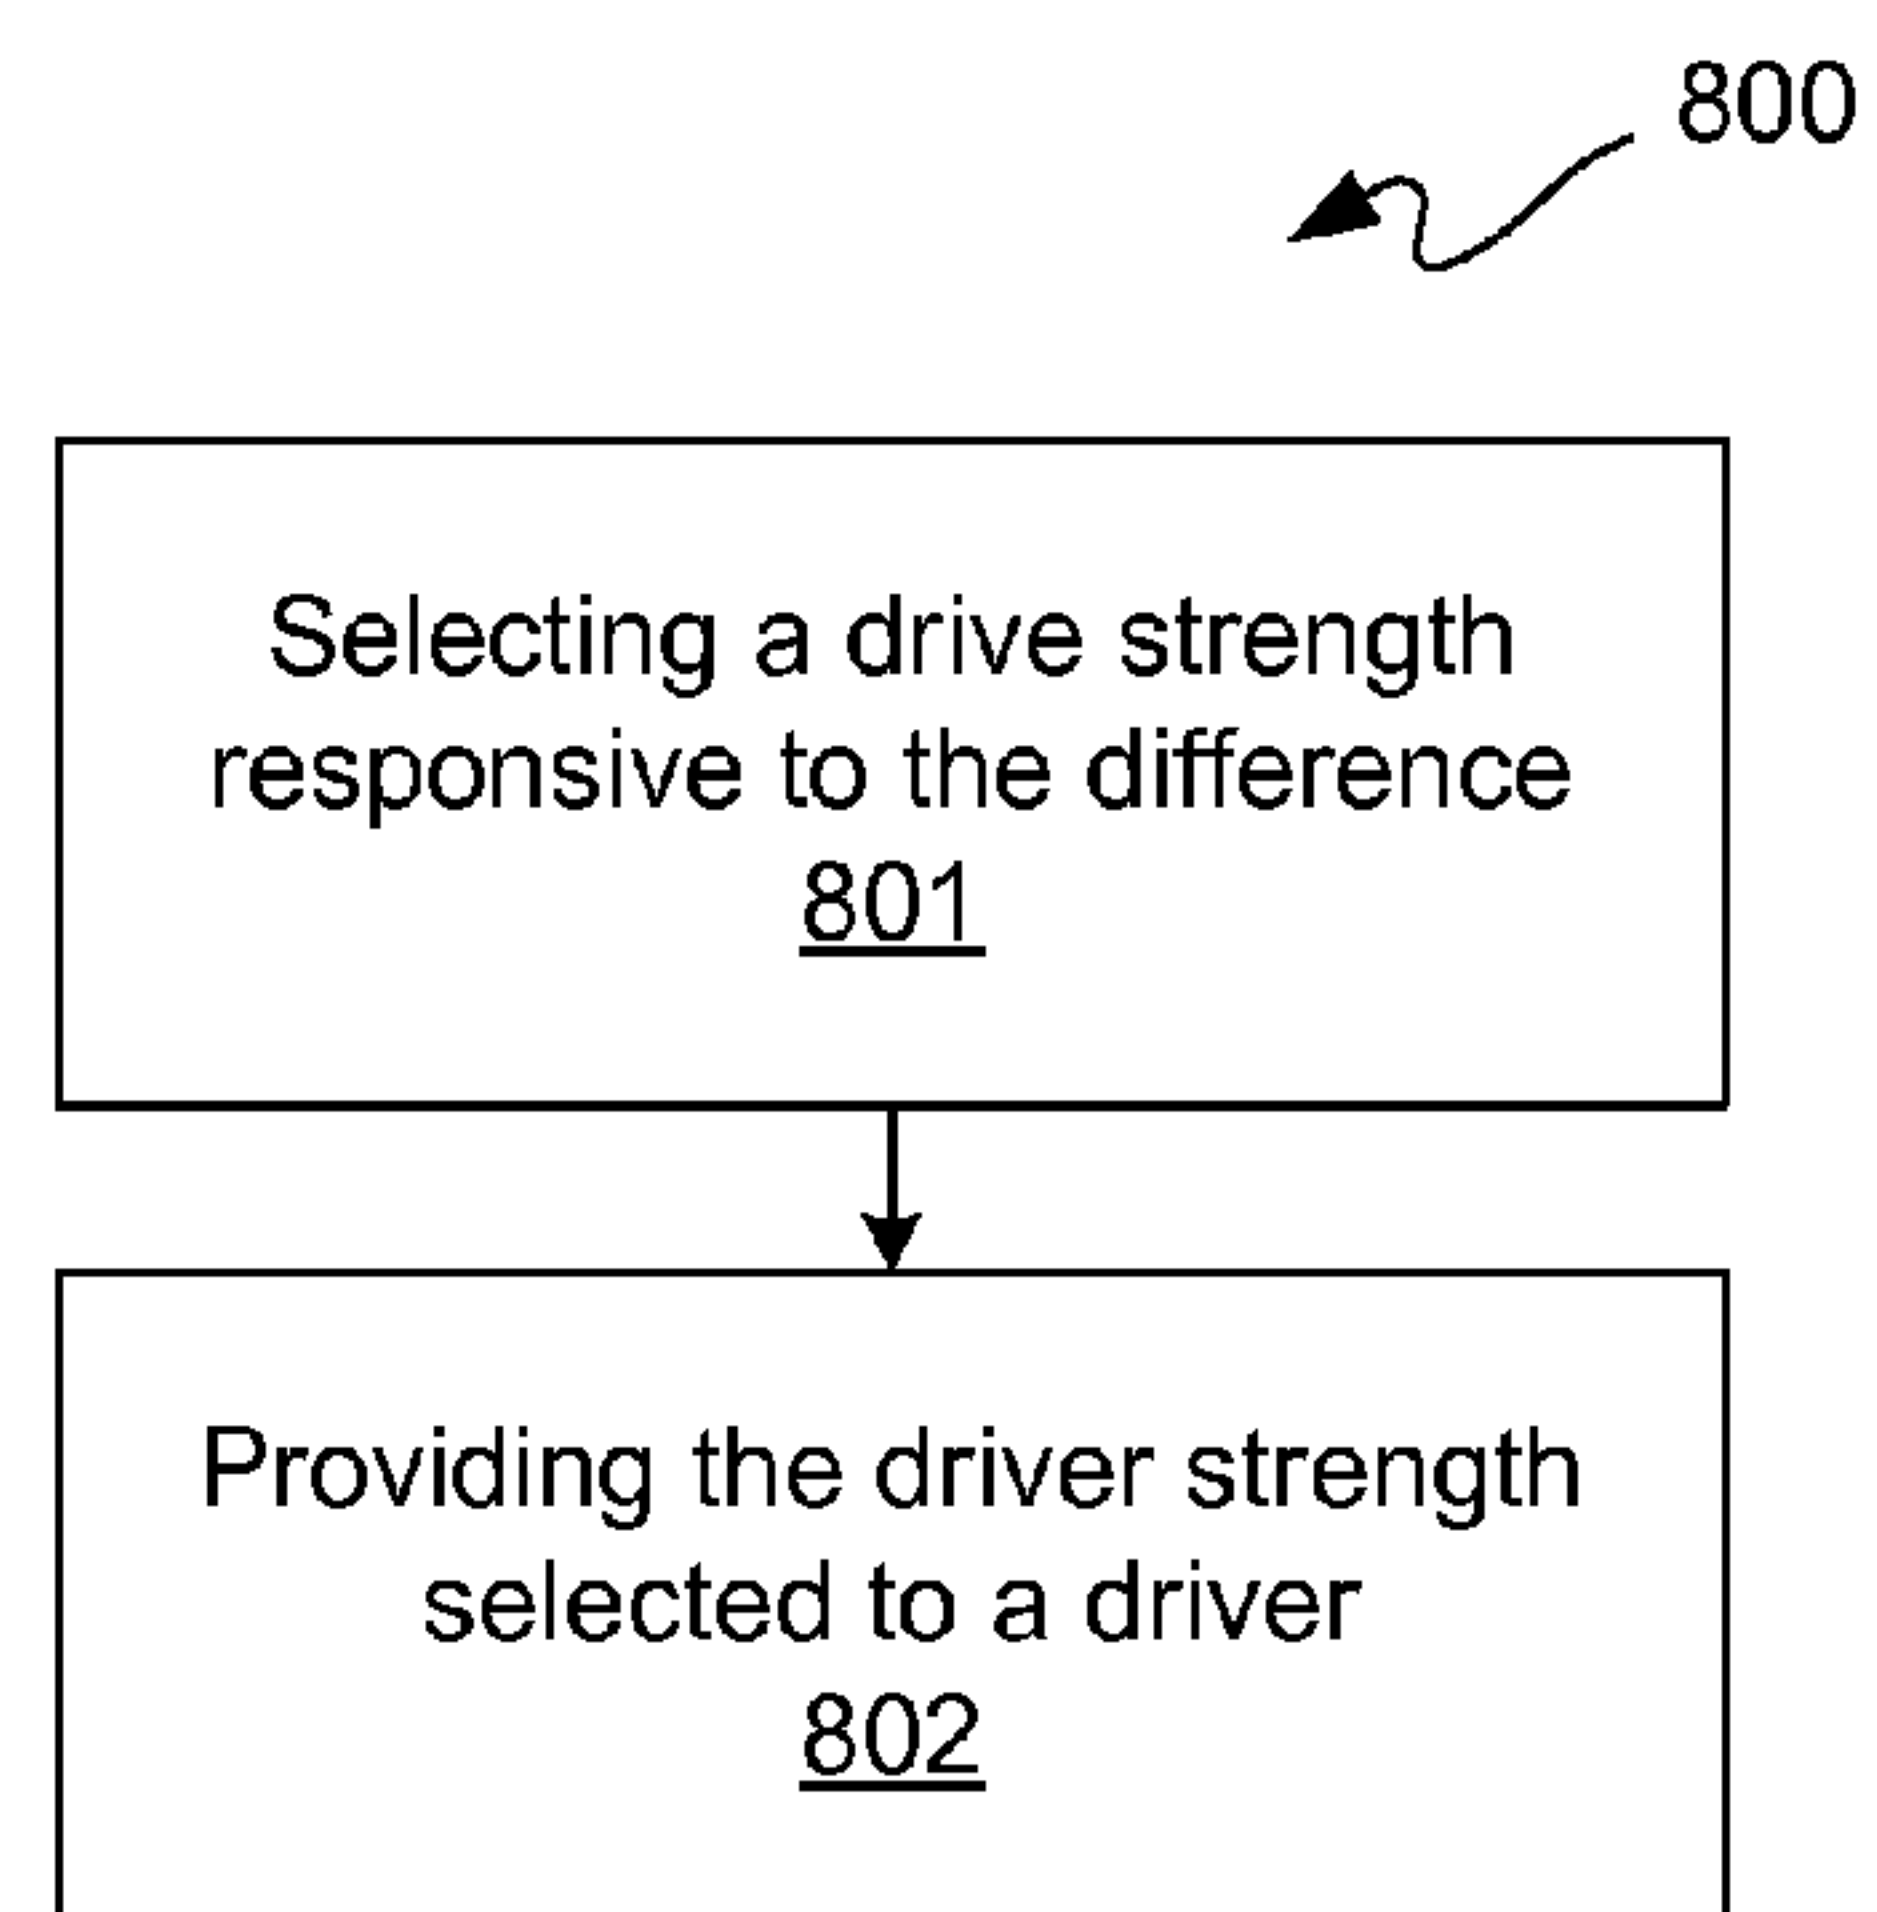 800
Selecting a drive strength
responsive to the difference
801
Providing the driver strength
selected to a driver
802